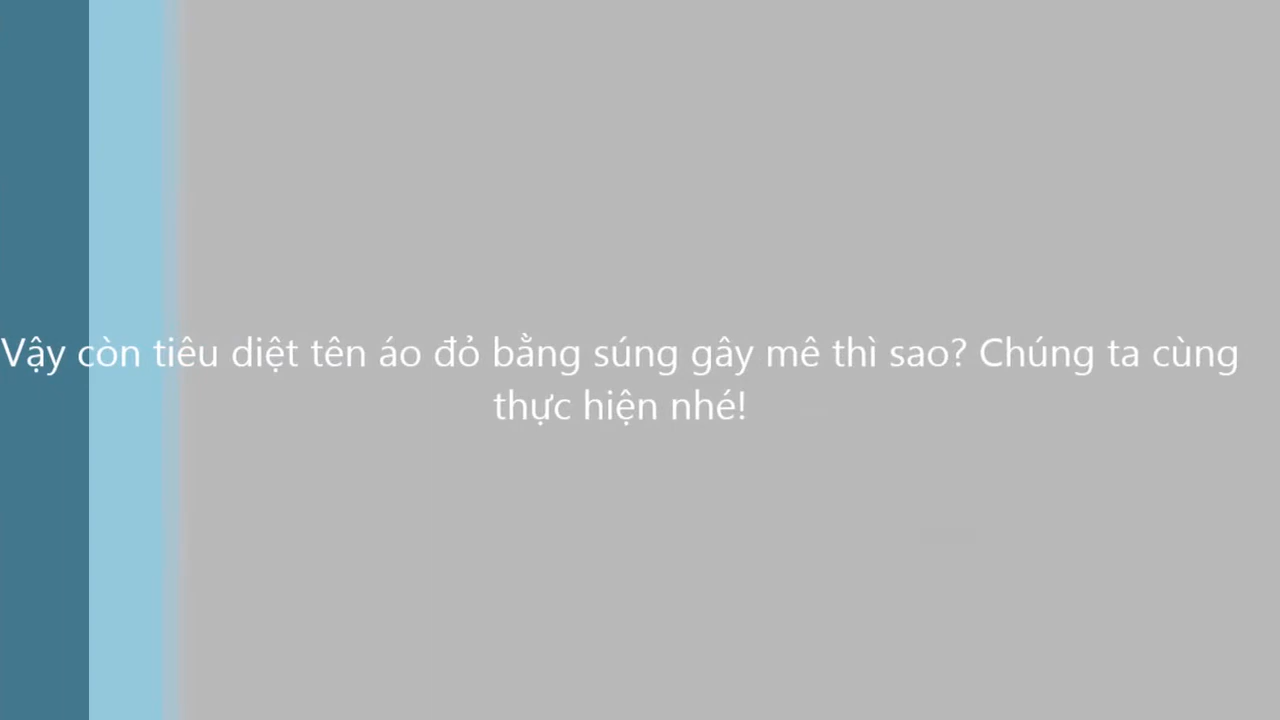 Vậy còn tiêu diệt tên áo đỏ bằng súng gây mê thì sao? Chúng ta cùng
thực hiện nhé!